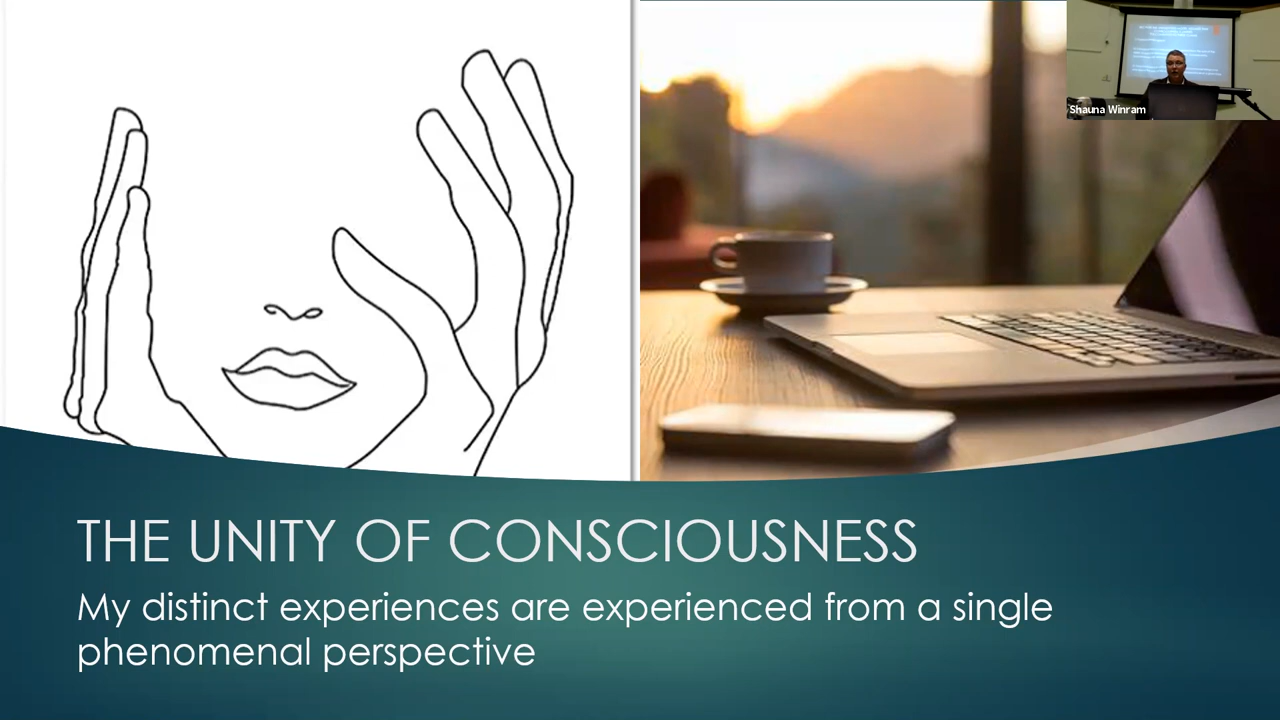 Shauna Winram
THE UNITY OF CONSCIOUSNESS
My distinct experiences are experienced from a single
phenomenal perspective